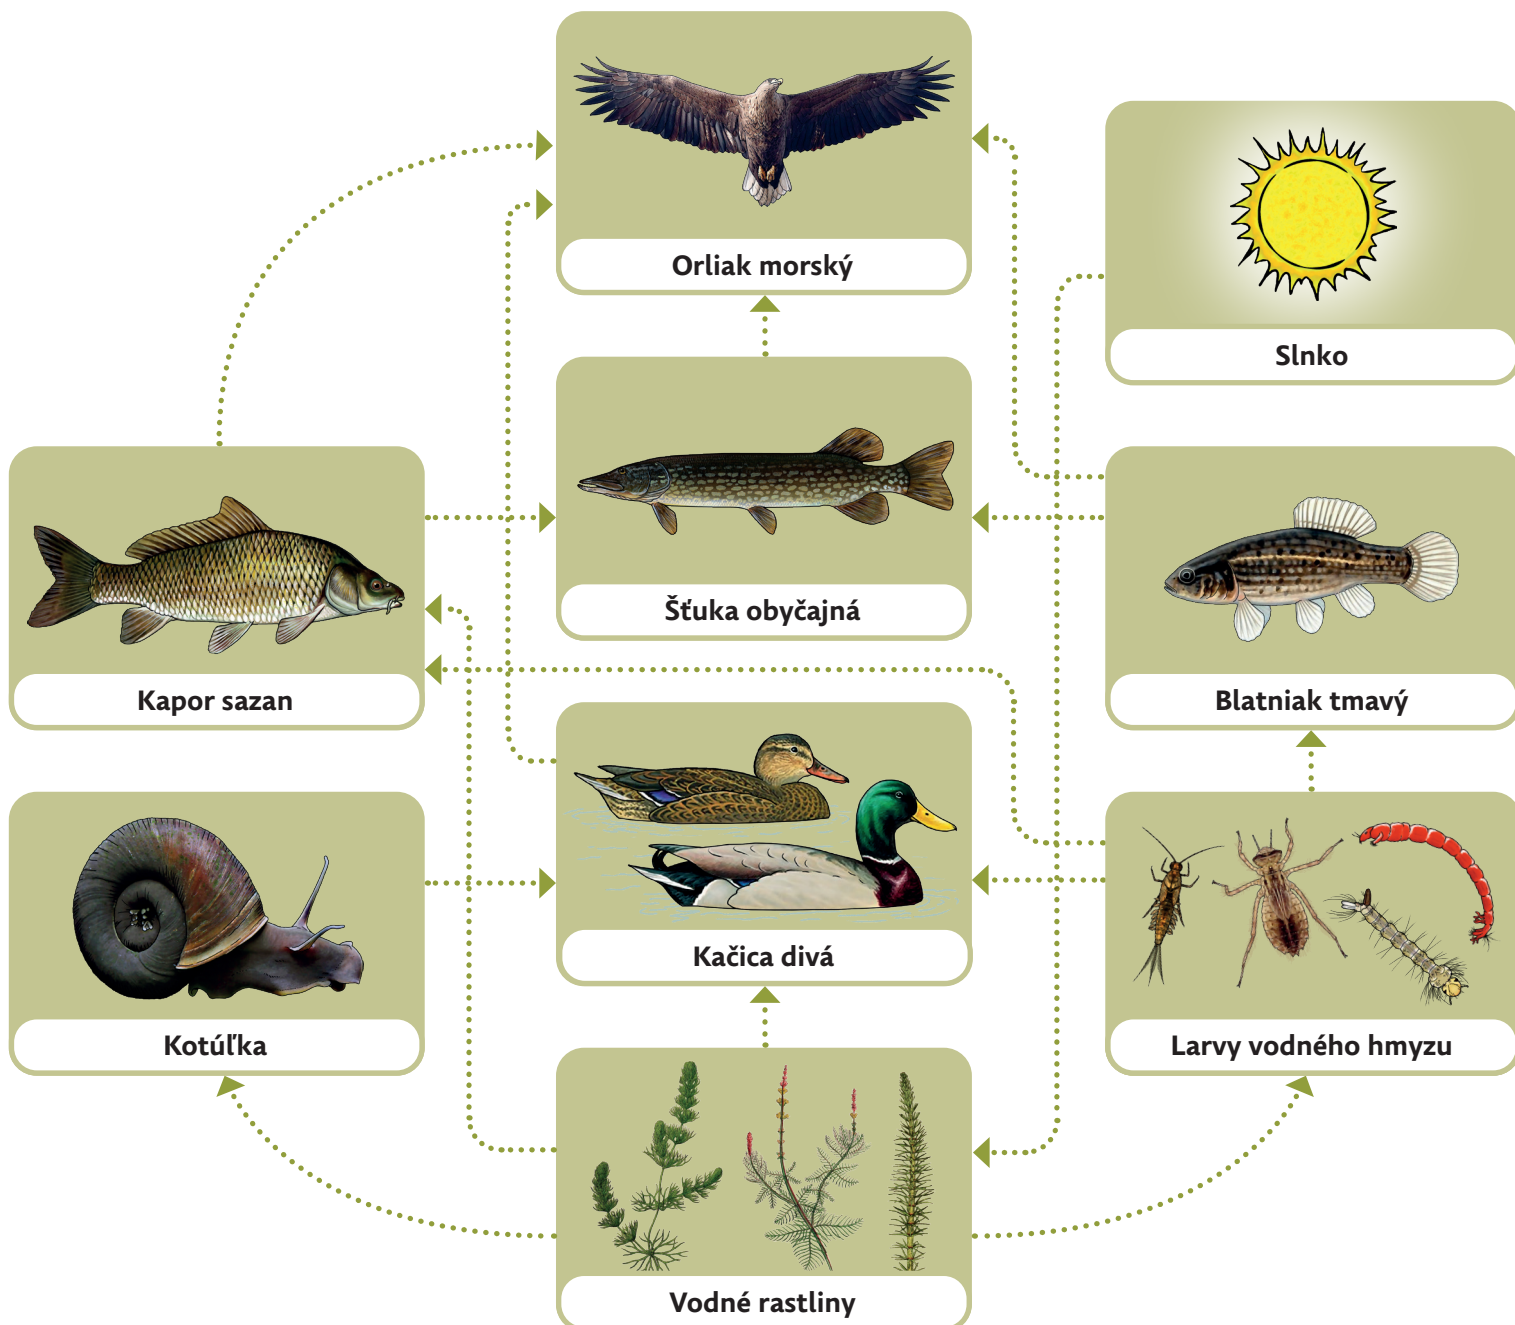 Orliak morský
Slnko
Šťuka obyčajná
Kapor sazan
Blatniak tmavý
Kačica divá
Kotúľka
Larvy vodného hmyzu
Vodné rastliny